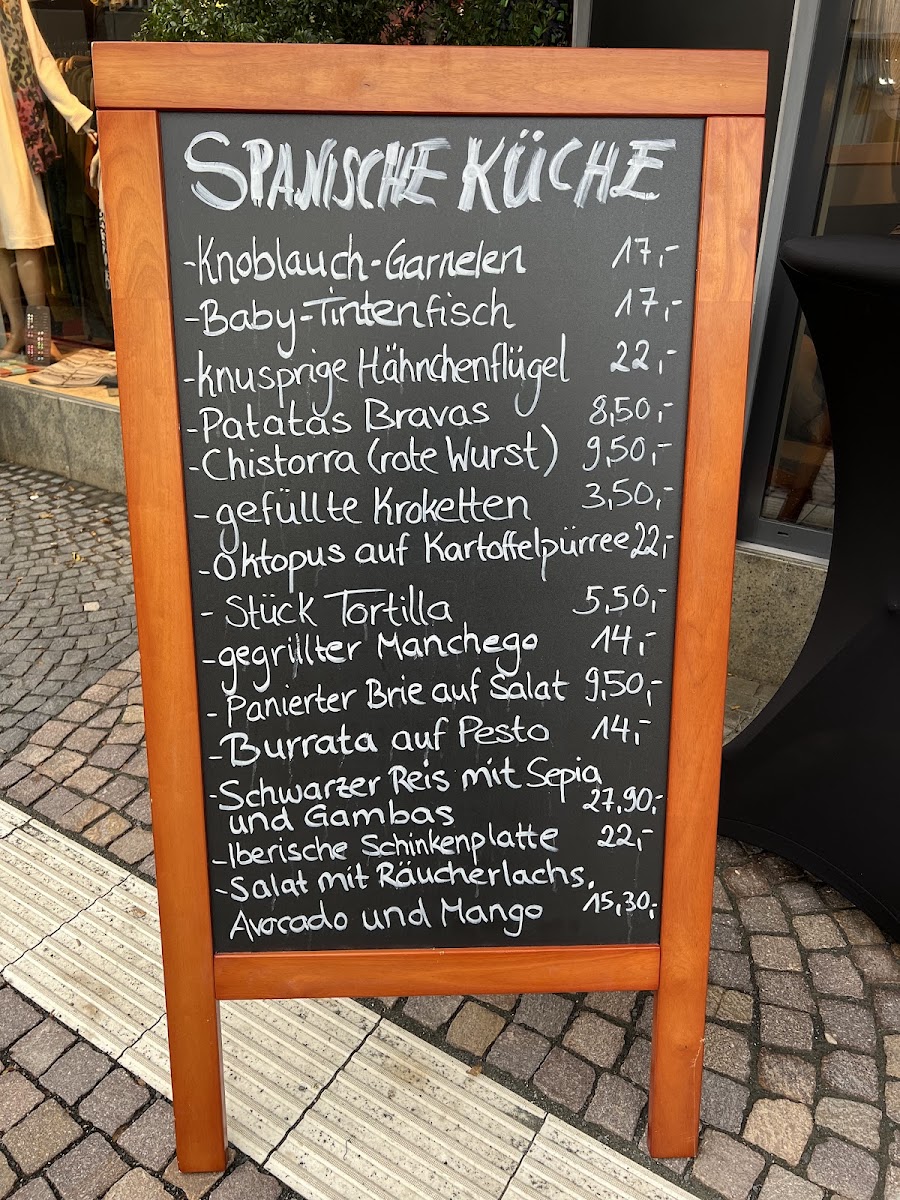 SPANISCHE KÜCHE
-Knoblauch-Garnelen 17,-
-Baby-Tintenfisch 17,-
-knusprige Hähnchenflügel 22,-
-Patatas Bravas 8,50,-
-Chistorra (rote Wurst) 9,50,-
-gefüllte Kroketten 3,50,-
-Oktopus auf Kartoffelpürree 22,-
- Stück Tortilla 5,50,-
-gegrillter Manchego 14,-
- Panierter Brie auf Salat 9,50,-
-Burrata auf Pesto 14,-
-Schwarzer Reis mit Sepia
und Gambas 27,90,-
-Iberische Schinkenplatte 22,-
-Salat mit Räucherlachs,
Avocado und Mango 15,30,-